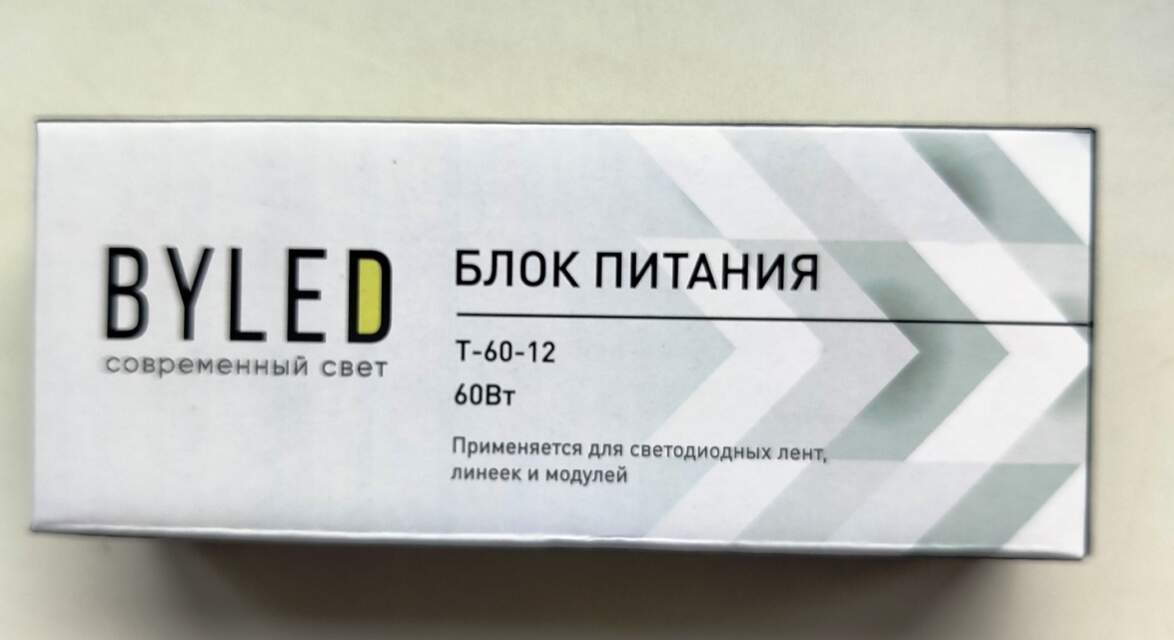 BYLED
современный свет
БЛОК ПИТАНИЯ
Т-60-12
60Вт
Применяется для светодиодных лент,
линеек и модулей